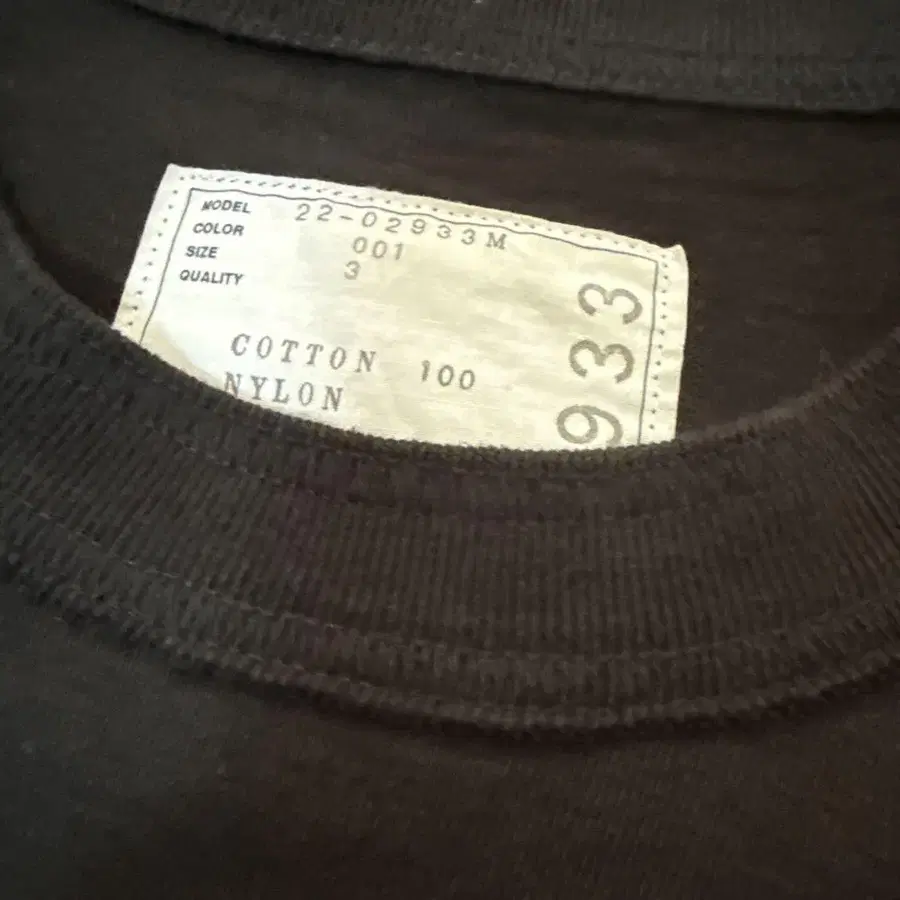 MODEL 22-02933M
COLOR 001
SIZE 3
QUALITY
COTTON 100
NYLON
933